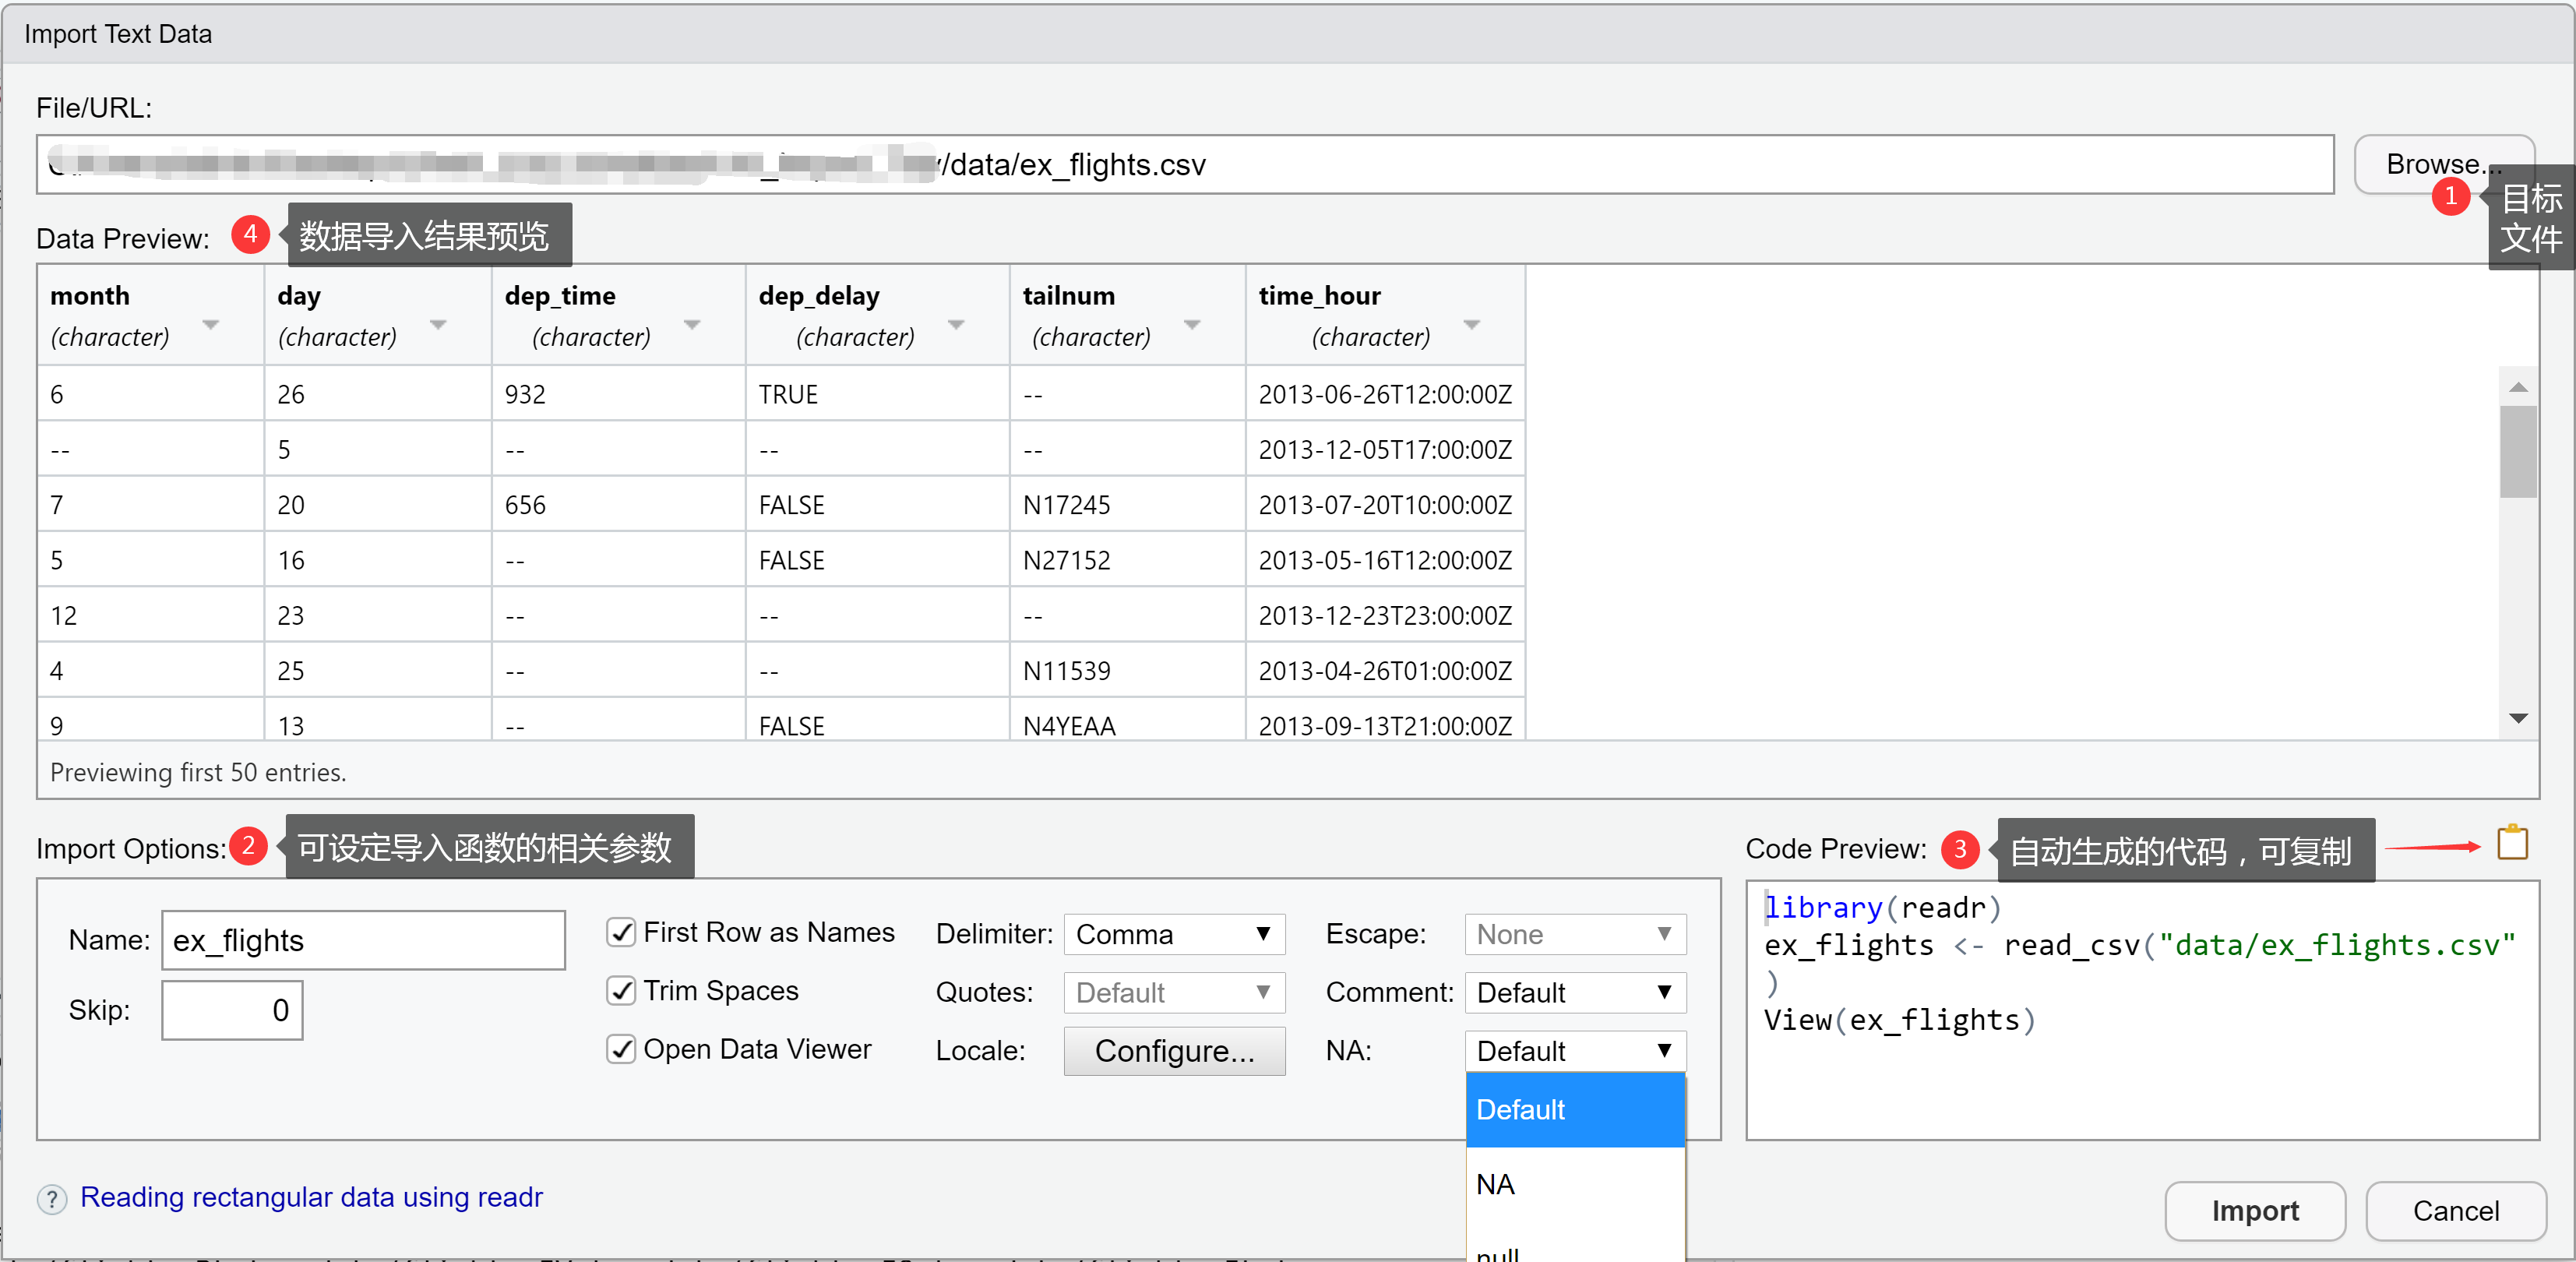 Import Text Data
File/URL:
/data/ex_flights.csv
Browse...
1
目标
文件
Data Preview:
4
数据导入结果预览
month day dep_time dep_delay tailnum time_hour
(character) (character) (character) (character) (character) (character)
6 26 932 TRUE -- 2013-06-26T12:00:00Z
-- 5 -- -- -- 2013-12-05T17:00:00Z
7 20 656 FALSE N17245 2013-07-20T10:00:00Z
5 16 -- FALSE N27152 2013-05-16T12:00:00Z
12 23 -- -- -- 2013-12-23T23:00:00Z
4 25 -- -- N11539 2013-04-26T01:00:00Z
9 13 -- FALSE N4YEAA 2013-09-13T21:00:00Z
Previewing first 50 entries.
Import Options:
2
可设定导入函数的相关参数
Name: ex_flights
Skip: 0
First Row as Names
Trim Spaces
Open Data Viewer
Delimiter: Comma
Quotes: Default
Locale: Configure...
Escape: None
Comment: Default
NA: Default
Default
NA
null
Code Preview:
3
自动生成的代码，可复制
library(readr)
ex_flights <- read_csv("data/ex_flights.csv"
)
View(ex_flights)
? Reading rectangular data using readr
Import
Cancel